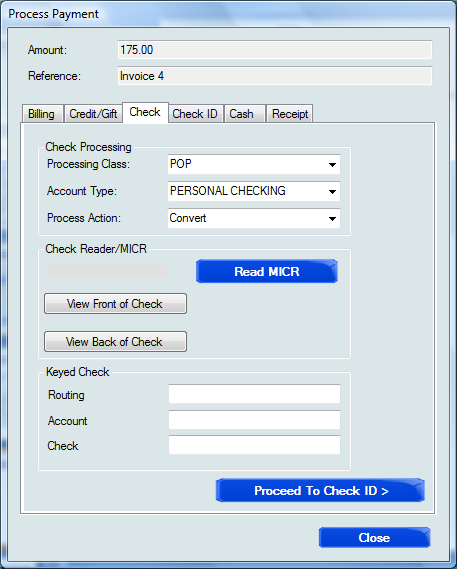 Process Payment
Amount: 175.00
Reference: Invoice 4
Billing Credit/Gift Check Check ID Cash Receipt
Check Processing
Processing Class: POP
Account Type: PERSONAL CHECKING
Process Action: Convert
Check Reader/MICR
Read MICR
View Front of Check
View Back of Check
Keyed Check
Routing
Account
Check
Proceed To Check ID >
Close